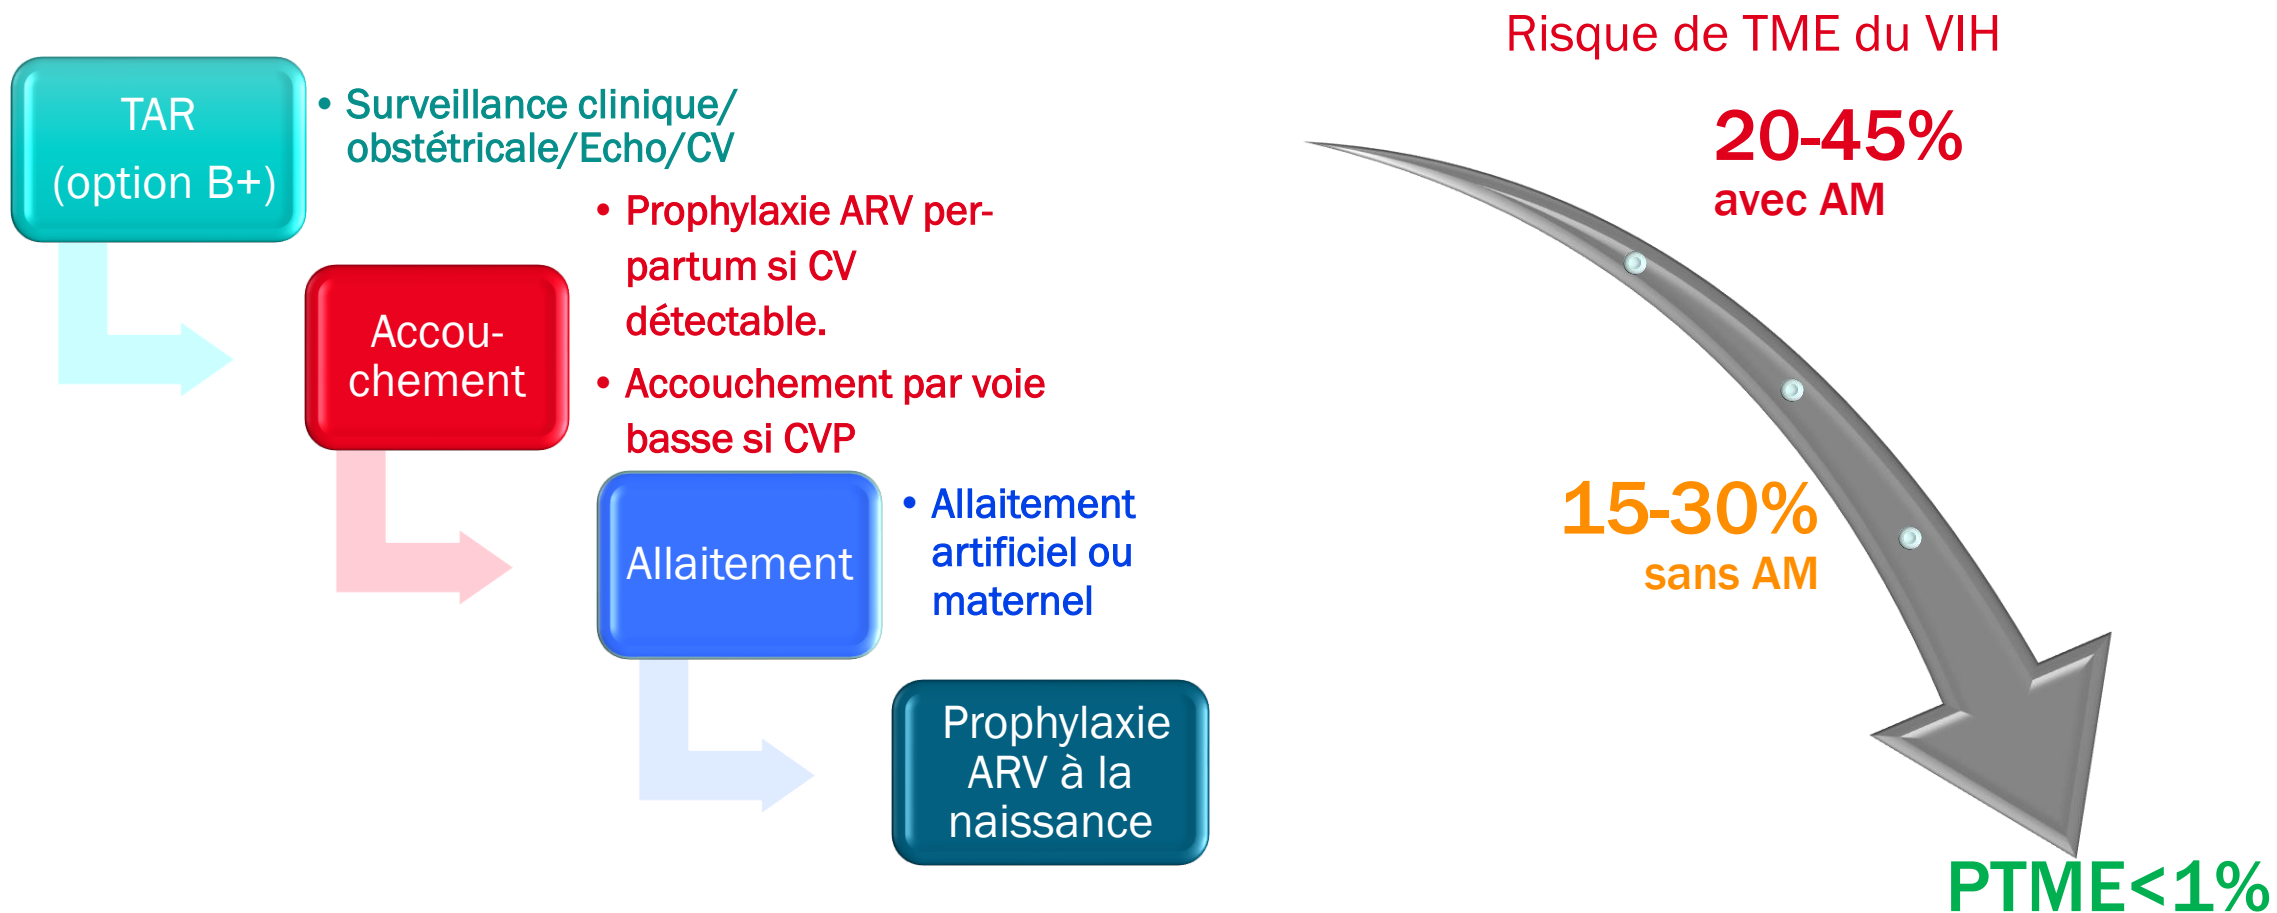 TAR
(option B+)
• Surveillance clinique/
obstétricale/Echo/CV
Accou-
chement
• Prophylaxie ARV per-
partum si CV
détectable.
• Accouchement par voie
basse si CVP
Allaitement
• Allaitement
artificiel ou
maternel
Prophylaxie
ARV à la
naissance
Risque de TME du VIH
20-45%
avec AM
15-30%
sans AM
PTME<1%